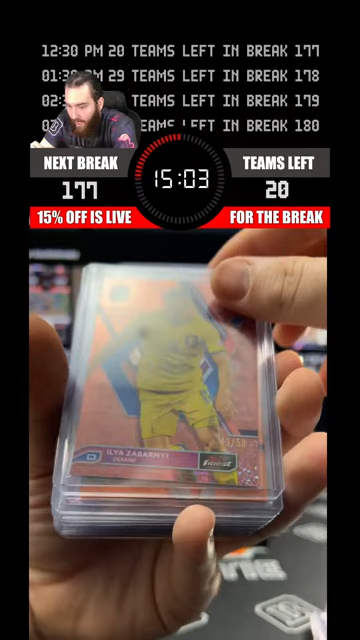 12:30 PM 20 TEAMS LEFT IN BREAK 177
01:30 PM 29 TEAMS LEFT IN BREAK 178
TEAMS LEFT IN BREAK 179
TEAMS LEFT IN BREAK 180
NEXT BREAK
177
15:03
TEAMS LEFT
20
15% OFF IS LIVE
FOR THE BREAK
/50
ILYA ZABARNYI
UKRAINE
finest